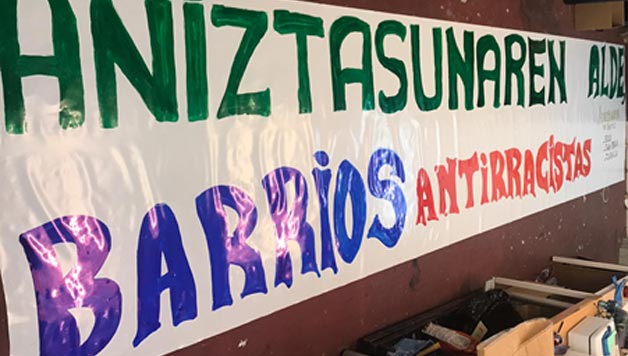 ANIZTASUNAREN ALDE
BARRIOS ANTIRRACISTAS